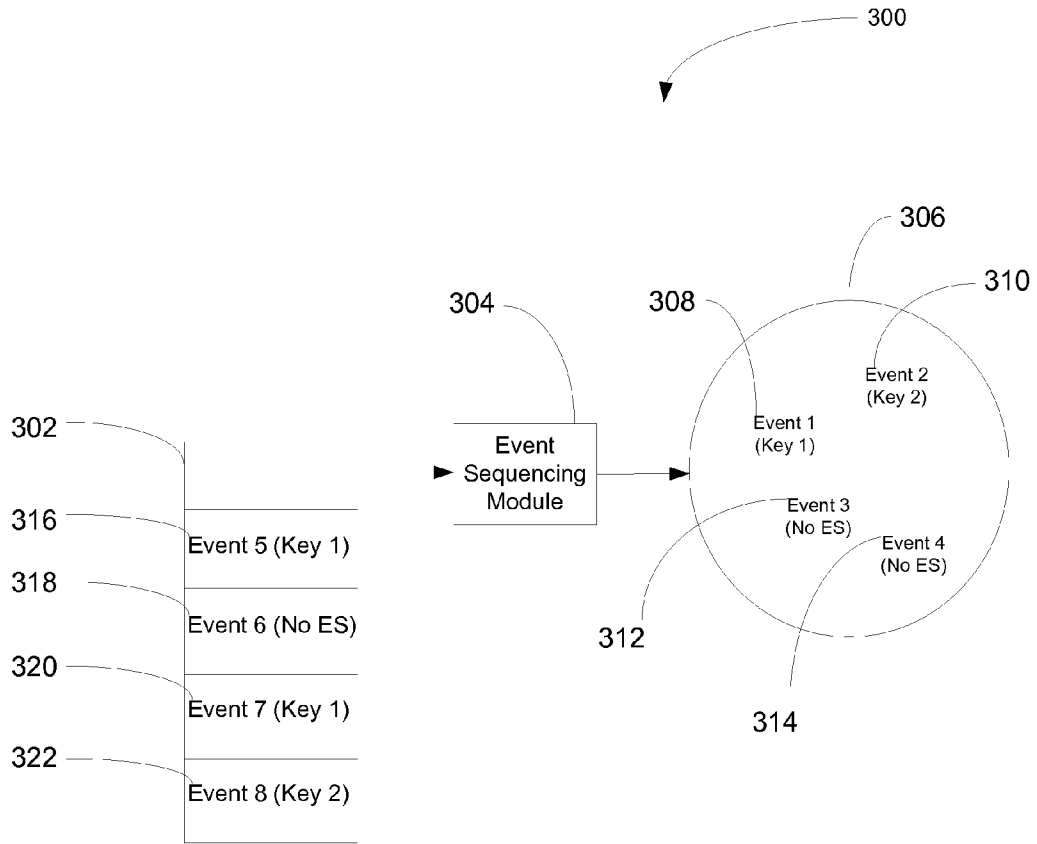 300
306
310
304
308
Event 2
(Key 2)
302
Event 1
(Key 1)
Event
Sequencing
Module
316
Event 3
(No ES)
Event 5 (Key 1)
Event 4
(No ES)
318
Event 6 (No ES)
312
320
Event 7 (Key 1)
314
322
Event 8 (Key 2)